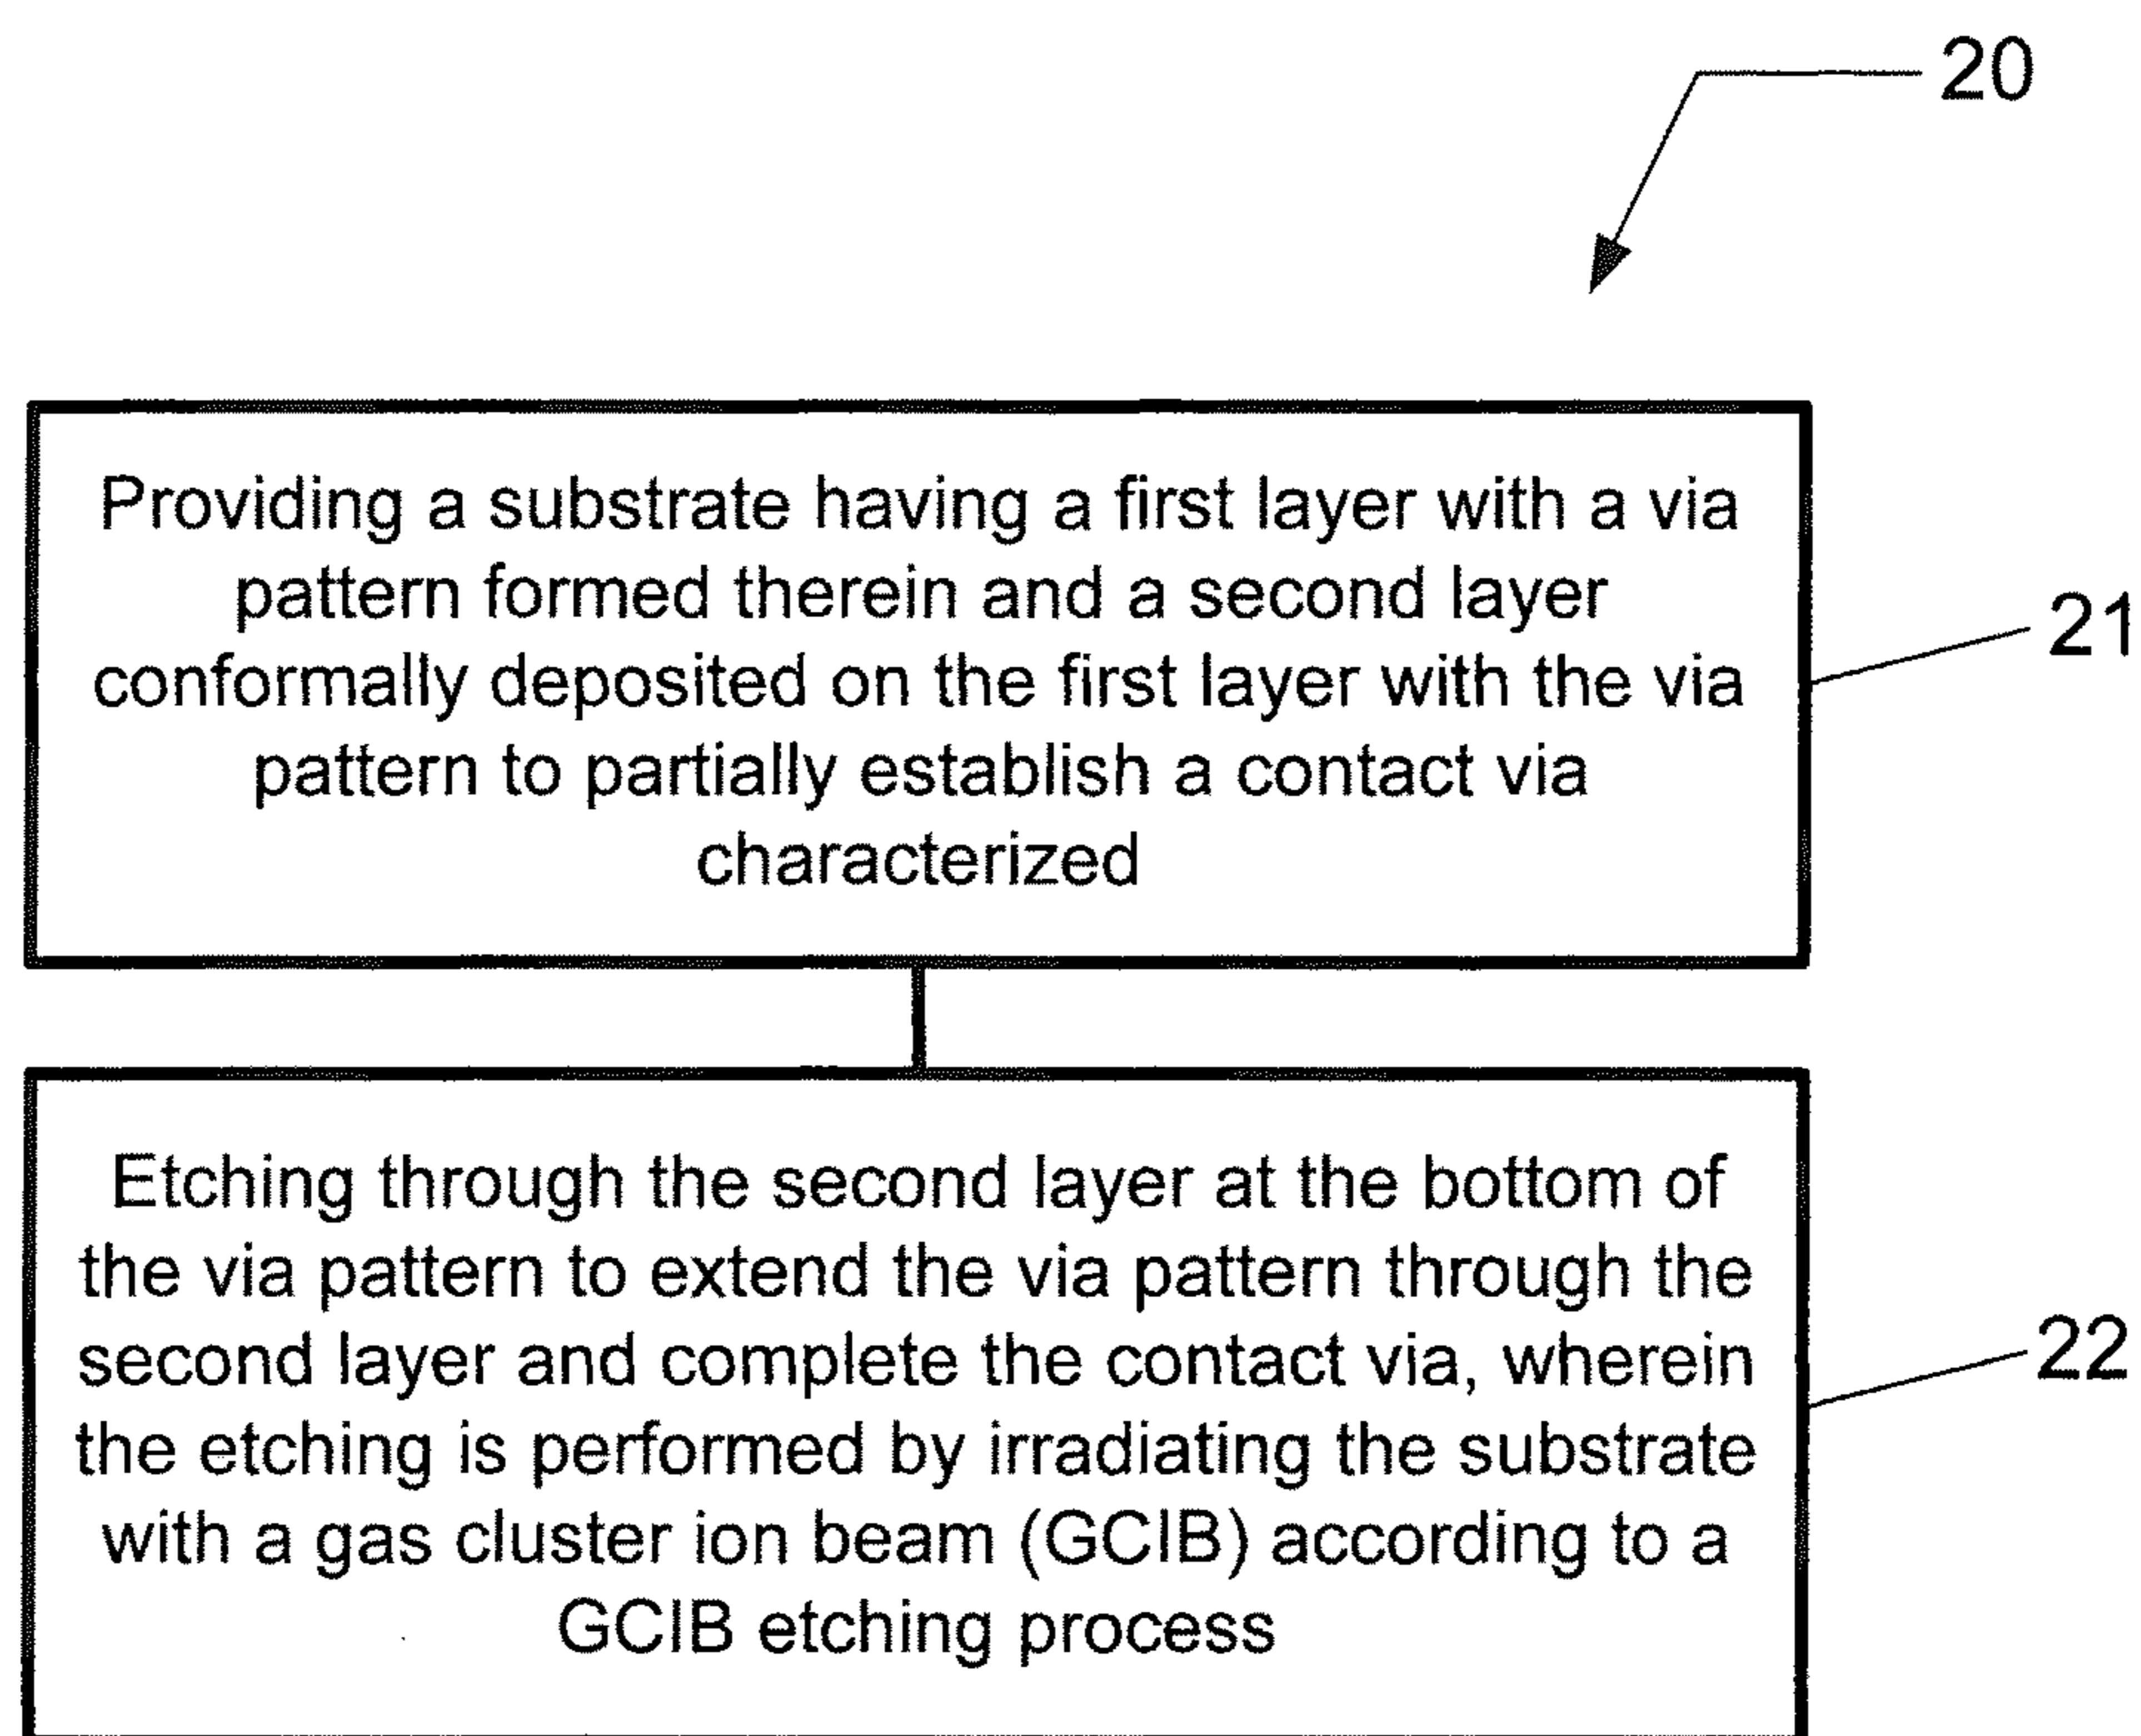 20
Providing a substrate having a first layer with a via
pattern formed therein and a second layer
conformally deposited on the first layer with the via
pattern to partially establish a contact via
characterized
21
Etching through the second layer at the bottom of
the via pattern to extend the via pattern through the
second layer and complete the contact via, wherein
the etching is performed by irradiating the substrate
with a gas cluster ion beam (GCIB) according to a
GCIB etching process
22